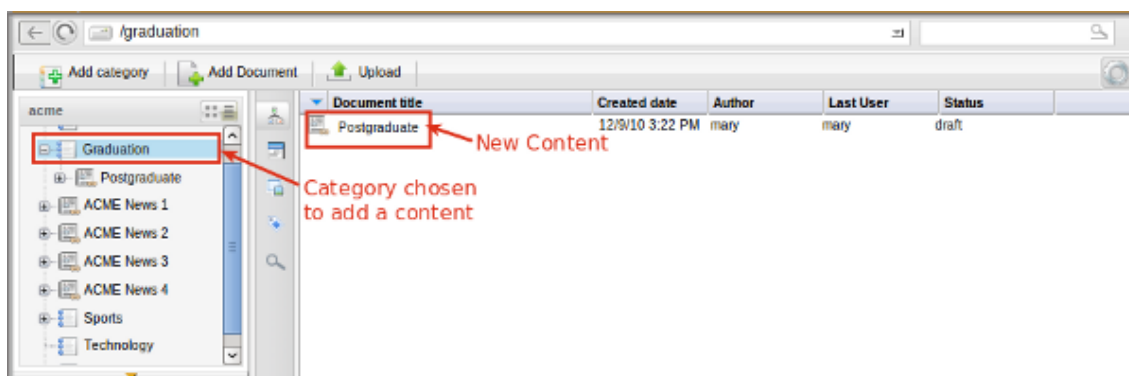 /graduation
Add category Add Document Upload
acme
Document title Created date Author Last User Status
Postgraduate 12/9/10 3:22 PM mary mary draft
New Content
Graduation
Category chosen
to add a content
Postgraduate
ACME News 1
ACME News 2
ACME News 3
ACME News 4
Sports
Technology